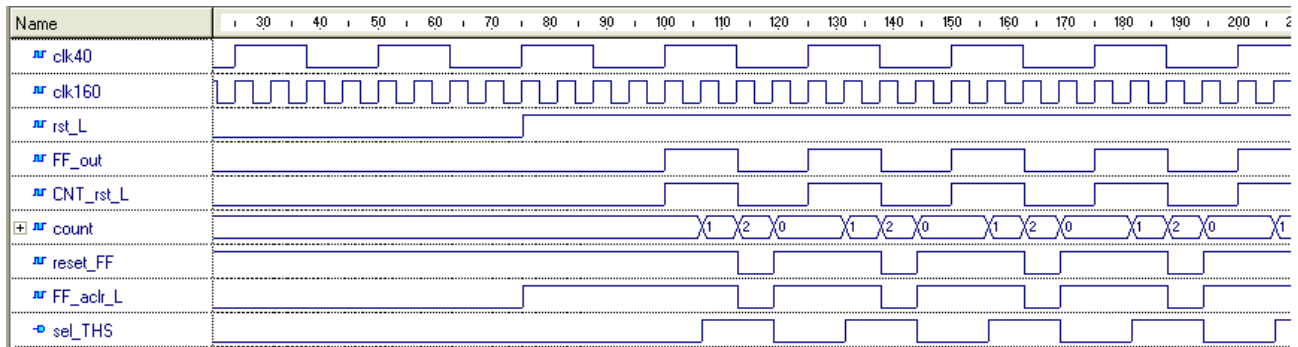 Name 30 40 50 60 70 80 90 100 110 120 130 140 150 160 170 180 190 200 2
clk40
clk160
rst_L
FF_out
CNT_rst_L
count 1 2 0 1 2 0 1 2 0 1 2 0 1
reset_FF
FF_aclr_L
sel_THS